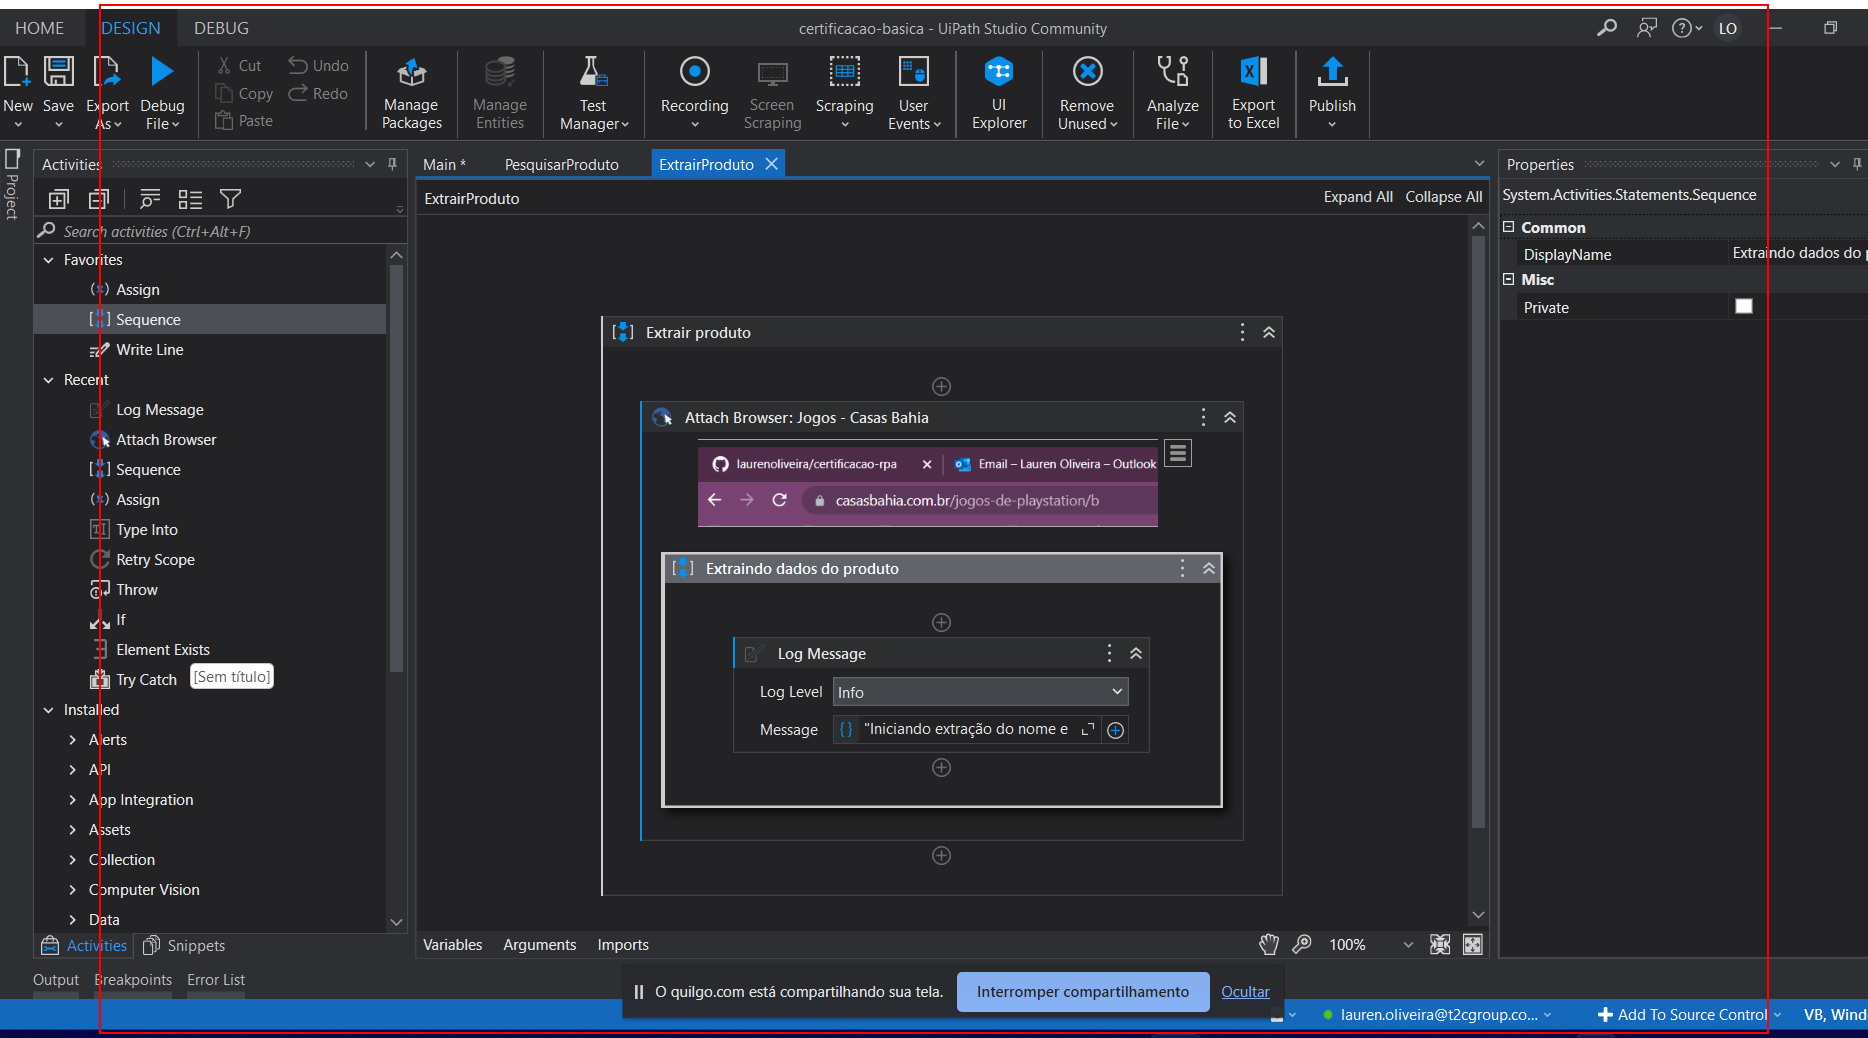 HOME DESIGN DEBUG certificacao-basica - UiPath Studio Community LO
New Save Export As Debug File Cut Copy Paste Undo Redo Manage Packages Manage Entities Test Manager Recording Screen Scraping Scraping User Events UI Explorer Remove Unused Analyze File Export to Excel Publish
Project
Activities
Search activities (Ctrl+Alt+F)
Favorites
Assign
Sequence
Write Line
Recent
Log Message
Attach Browser
Sequence
Assign
Type Into
Retry Scope
Throw
If
Element Exists
Try Catch
[Sem título]
Installed
Alerts
API
App Integration
Assets
Collection
Computer Vision
Data
Activities Snippets
Main * PesquisarProduto ExtrairProduto
ExtrairProduto Expand All Collapse All
Extrair produto
Attach Browser: Jogos - Casas Bahia
laurenoliveira/certificacao-rpa Email – Lauren Oliveira – Outlook
casasbahia.com.br/jogos-de-playstation/b
Extraindo dados do produto
Log Message
Log Level Info
Message "Iniciando extração do nome e
Variables Arguments Imports 100%
Properties
System.Activities.Statements.Sequence
Common
DisplayName Extraindo dados do
Misc
Private
Output Breakpoints Error List
O quilgo.com está compartilhando sua tela. Interromper compartilhamento Ocultar
lauren.oliveira@t2cgroup.co... Add To Source Control VB, Wind